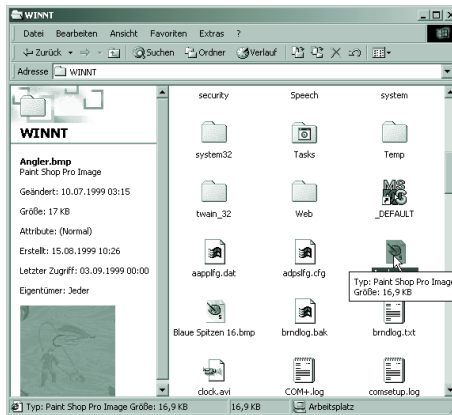 WINNT
Datei Bearbeiten Ansicht Favoriten Extras ?
Zurück Suchen Ordner Verlauf
Adresse WINNT
WINNT
Angler.bmp
Paint Shop Pro Image
Geändert: 10.07.1999 03:15
Größe: 17 KB
Attribute: (Normal)
Erstellt: 15.08.1999 10:26
Letzter Zugriff: 03.09.1999 00:00
Eigentümer: Jeder
security Speech system
system32 Tasks Temp
twain_32 Web _DEFAULT
aapplfg.dat adpslfg.cfg
Typ: Paint Shop Pro Image
Größe: 16,9 KB
Blaue Spitzen 16.bmp brndlog.bak brndlog.txt
clock.avi COM+.log comsetup.log
Typ: Paint Shop Pro Image Größe: 16,9 KB 16,9 KB Arbeitsplatz